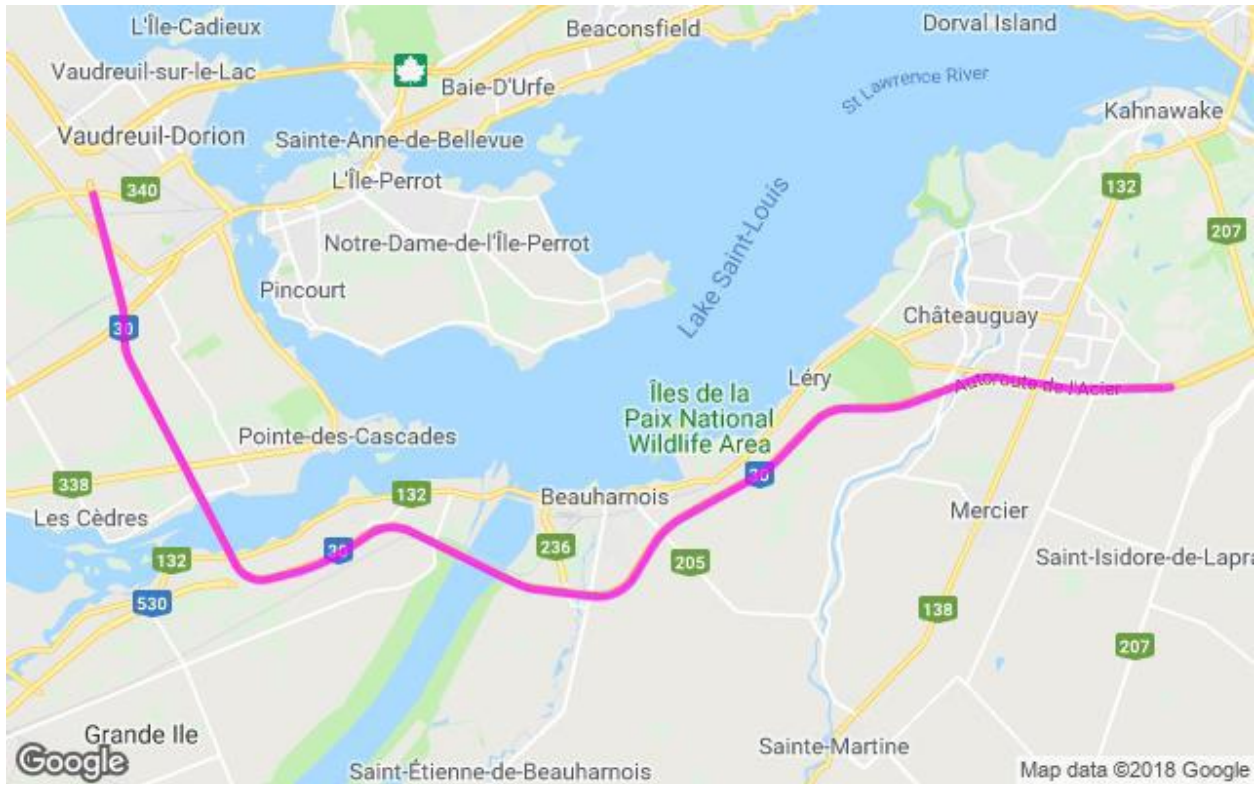 L'Île-Cadieux
Beaconsfield
Dorval Island
Vaudreuil-sur-le-Lac
Baie-D'Urfe
St Lawrence River
Kahnawake
Vaudreuil-Dorion
Sainte-Anne-de-Bellevue
340
L'Île-Perrot
132
207
Notre-Dame-de-l'Île-Perrot
Lake Saint-Louis
Pincourt
30
Châteauguay
Léry
Autoroute de l'Acier
Îles de la
Paix National
Wildlife Area
Pointe-des-Cascades
338
132
Beauharnois
30
Les Cèdres
Mercier
132
30
236
205
Saint-Isidore-de-Lapra
530
138
207
Grande Ile
Sainte-Martine
Google
Saint-Étienne-de-Beauharnois
Map data ©2018 Google